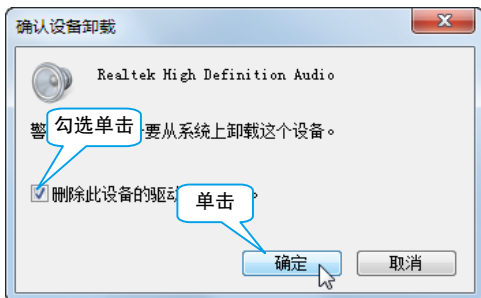 确认设备卸载
Realtek High Definition Audio
警
勾选单击
要从系统上卸载这个设备。
删除此设备的驱动
。
单击
确定
取消